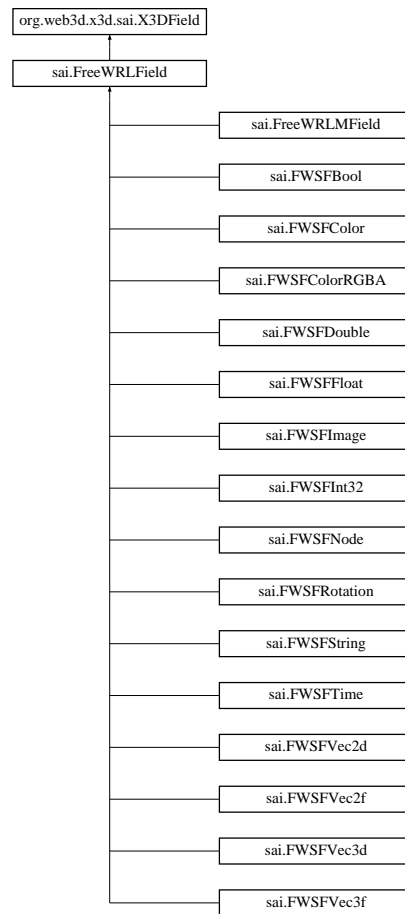 org.web3d.x3d.sai.X3DField
sai.FreeWRLField
sai.FreeWRLMField
sai.FWSFBool
sai.FWSFColor
sai.FWSFColorRGBA
sai.FWSFDouble
sai.FWSFFloat
sai.FWSFImage
sai.FWSFInt32
sai.FWSFNode
sai.FWSFRotation
sai.FWSFString
sai.FWSFTime
sai.FWSFVec2d
sai.FWSFVec2f
sai.FWSFVec3d
sai.FWSFVec3f